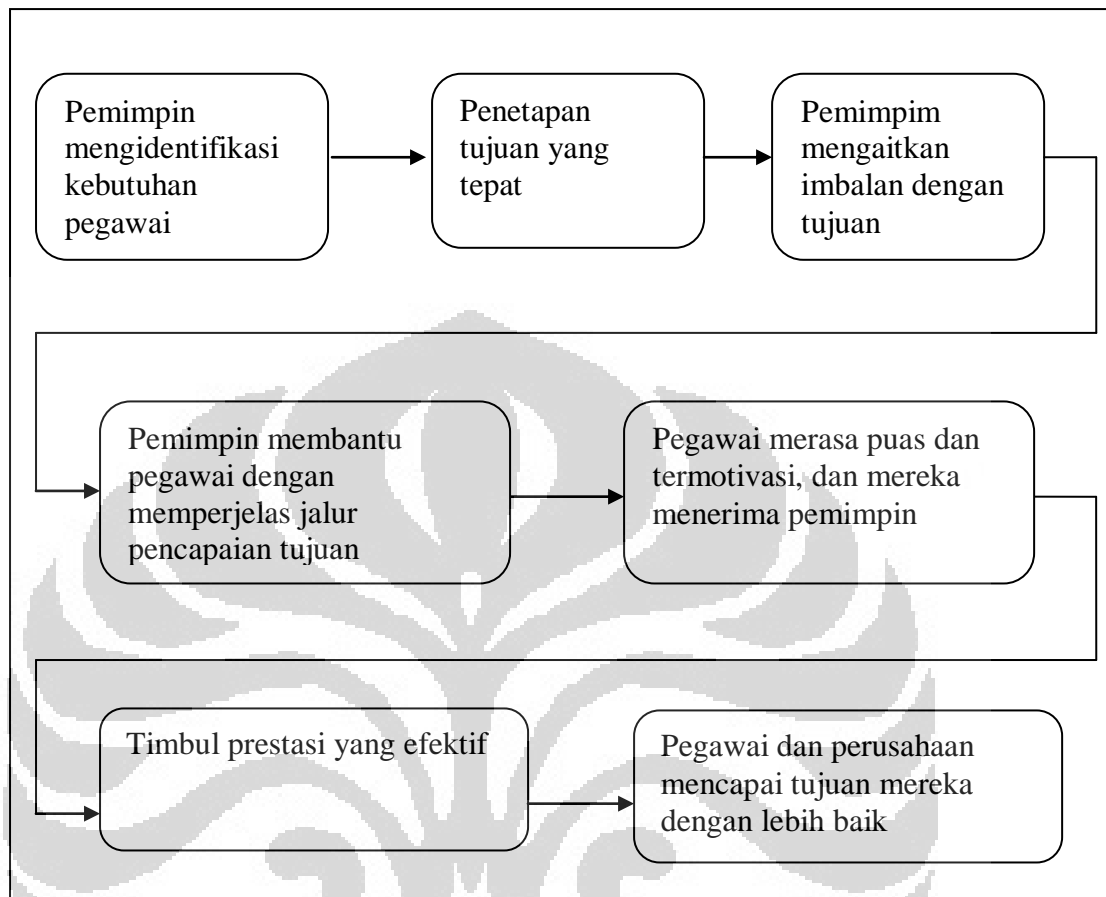 Pemimpin
mengidentifikasi
kebutuhan
pegawai
Penetapan
tujuan yang
tepat
Pemimpim
mengaitkan
imbalan dengan
tujuan
Pemimpin membantu
pegawai dengan
memperjelas jalur
pencapaian tujuan
Pegawai merasa puas dan
termotivasi, dan mereka
menerima pemimpin
Timbul prestasi yang efektif
Pegawai dan perusahaan
mencapai tujuan mereka
dengan lebih baik